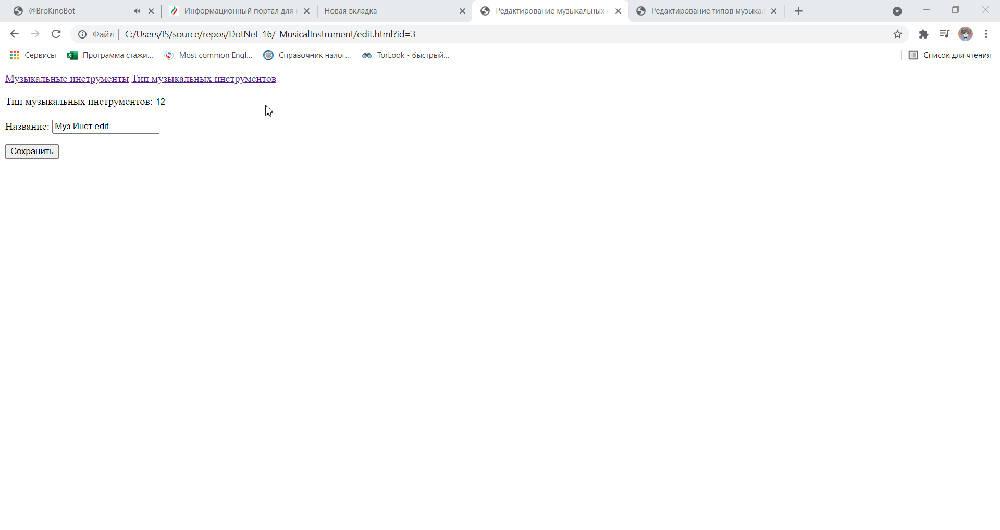 @BroKinoBot
Информационный портал для
Новая вкладка
Редактирование музыкальных
Редактирование типов музыкал
Файл | C:/Users/IS/source/repos/DotNet_16/_MusicalInstrument/edit.html?id=3
Сервисы Программа стажи... Most common Engl... Справочник налог... TorLook - быстрый... Список для чтения
Музыкальные инструменты Тип музыкальных инструментов
Тип музыкальных инструментов: 12
Название: Муз Инст edit
Сохранить